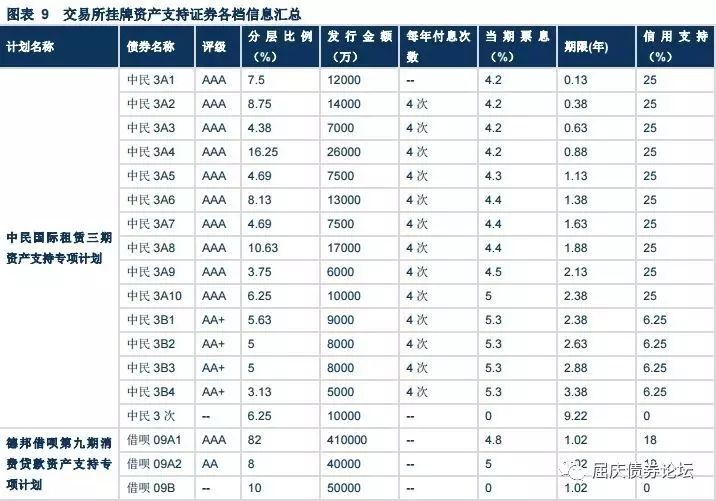 图表 9 交易所挂牌资产支持证券各档信息汇总
计划名称 债券名称 评级 分层比例（%） 发行金额（万） 每年付息次数 当期票息（%） 期限(年) 信用支持（%）
中民国际租赁三期资产支持专项计划
中民 3A1 AAA 7.5 12000 -- 4.2 0.13 25
中民 3A2 AAA 8.75 14000 4 次 4.2 0.38 25
中民 3A3 AAA 4.38 7000 4 次 4.2 0.63 25
中民 3A4 AAA 16.25 26000 4 次 4.2 0.88 25
中民 3A5 AAA 4.69 7500 4 次 4.3 1.13 25
中民 3A6 AAA 8.13 13000 4 次 4.4 1.38 25
中民 3A7 AAA 4.69 7500 4 次 4.4 1.63 25
中民 3A8 AAA 10.63 17000 4 次 4.4 1.88 25
中民 3A9 AAA 3.75 6000 4 次 4.5 2.13 25
中民 3A10 AAA 6.25 10000 4 次 5 2.38 25
中民 3B1 AA+ 5.63 9000 4 次 5.3 2.38 6.25
中民 3B2 AA+ 5 8000 4 次 5.3 2.63 6.25
中民 3B3 AA+ 5 8000 4 次 5.3 2.88 6.25
中民 3B4 AA+ 3.13 5000 4 次 5.3 3.38 6.25
中民 3 次 -- 6.25 10000 -- 0 9.22 0
德邦借呗第九期消费贷款资产支持专项计划
借呗 09A1 AAA 82 410000 -- 4.8 1.02 18
借呗 09A2 AA 8 40000 -- 5
借呗 09B -- 10 50000 -- 0 1.02 0
屈庆债券论坛